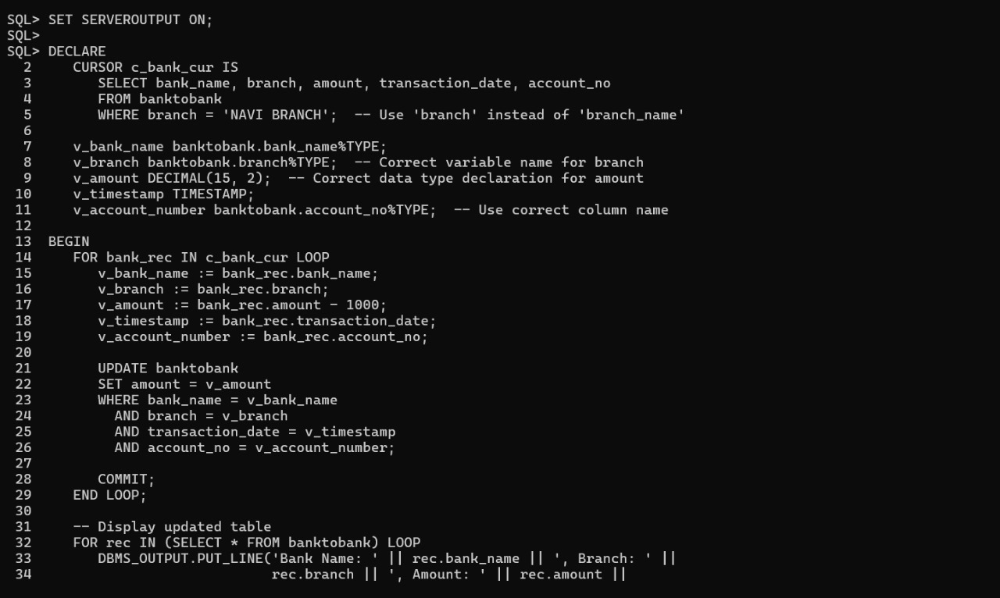 SQL> SET SERVEROUTPUT ON;
SQL>
SQL> DECLARE
  2     CURSOR c_bank_cur IS
  3        SELECT bank_name, branch, amount, transaction_date, account_no
  4        FROM banktobank
  5        WHERE branch = 'NAVI BRANCH';  -- Use 'branch' instead of 'branch_name'
  6
  7     v_bank_name banktobank.bank_name%TYPE;
  8     v_branch banktobank.branch%TYPE;  -- Correct variable name for branch
  9     v_amount DECIMAL(15, 2);  -- Correct data type declaration for amount
 10     v_timestamp TIMESTAMP;
 11     v_account_number banktobank.account_no%TYPE;  -- Use correct column name
 12
 13  BEGIN
 14     FOR bank_rec IN c_bank_cur LOOP
 15        v_bank_name := bank_rec.bank_name;
 16        v_branch := bank_rec.branch;
 17        v_amount := bank_rec.amount - 1000;
 18        v_timestamp := bank_rec.transaction_date;
 19        v_account_number := bank_rec.account_no;
 20
 21        UPDATE banktobank
 22        SET amount = v_amount
 23        WHERE bank_name = v_bank_name
 24          AND branch = v_branch
 25          AND transaction_date = v_timestamp
 26          AND account_no = v_account_number;
 27
 28        COMMIT;
 29     END LOOP;
 30
 31     -- Display updated table
 32     FOR rec IN (SELECT * FROM banktobank) LOOP
 33        DBMS_OUTPUT.PUT_LINE('Bank Name: ' || rec.bank_name || ', Branch: ' ||
 34                             rec.branch || ', Amount: ' || rec.amount ||